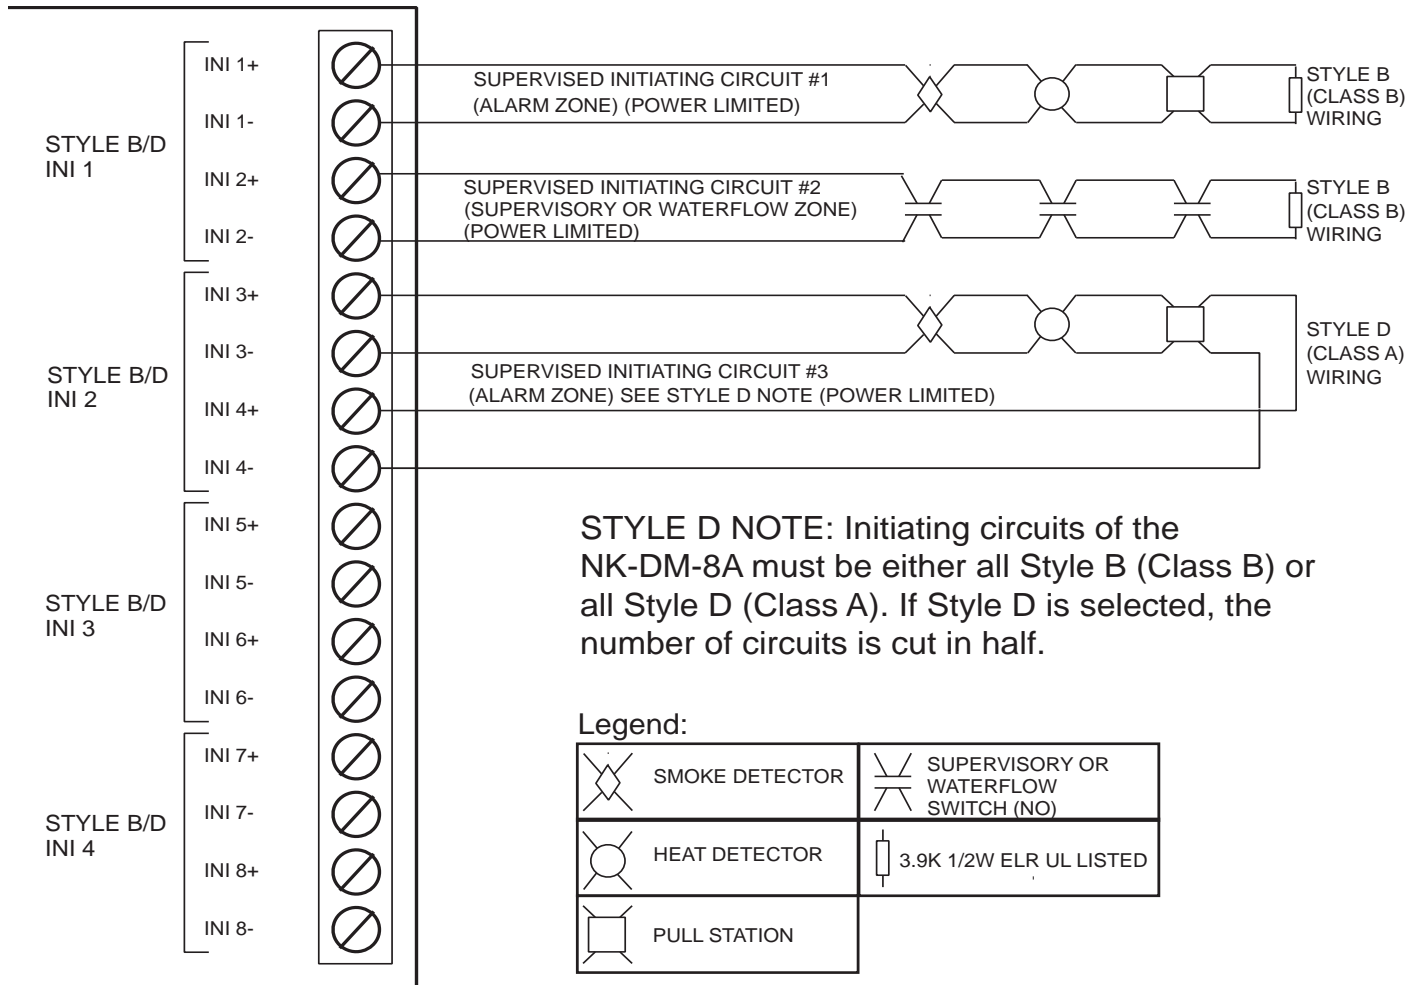 STYLE B/D
INI 1
INI 1+
INI 1-
INI 2+
INI 2-
SUPERVISED INITIATING CIRCUIT #1
(ALARM ZONE) (POWER LIMITED)
STYLE B
(CLASS B)
WIRING
SUPERVISED INITIATING CIRCUIT #2
(SUPERVISORY OR WATERFLOW ZONE)
(POWER LIMITED)
STYLE B
(CLASS B)
WIRING
STYLE B/D
INI 2
INI 3+
INI 3-
INI 4+
INI 4-
SUPERVISED INITIATING CIRCUIT #3
(ALARM ZONE) SEE STYLE D NOTE (POWER LIMITED)
STYLE D
(CLASS A)
WIRING
STYLE B/D
INI 3
INI 5+
INI 5-
INI 6+
INI 6-
STYLE B/D
INI 4
INI 7+
INI 7-
INI 8+
INI 8-
STYLE D NOTE: Initiating circuits of the
NK-DM-8A must be either all Style B (Class B) or
all Style D (Class A). If Style D is selected, the
number of circuits is cut in half.
Legend:
SMOKE DETECTOR
SUPERVISORY OR
WATERFLOW
SWITCH (NO)
HEAT DETECTOR
3.9K 1/2W ELR UL LISTED
PULL STATION